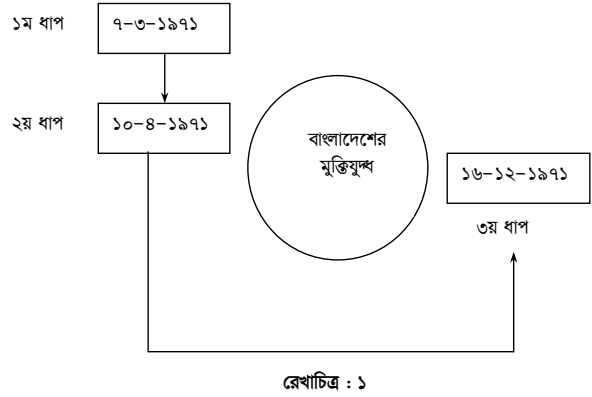 ১ম ধাপ
৭-৩-১৯৭১
২য় ধাপ
১০-৪-১৯৭১
বাংলাদেশের
মুক্তিযুদ্ধ
১৬-১২-১৯৭১
৩য় ধাপ
রেখাচিত্র : ১